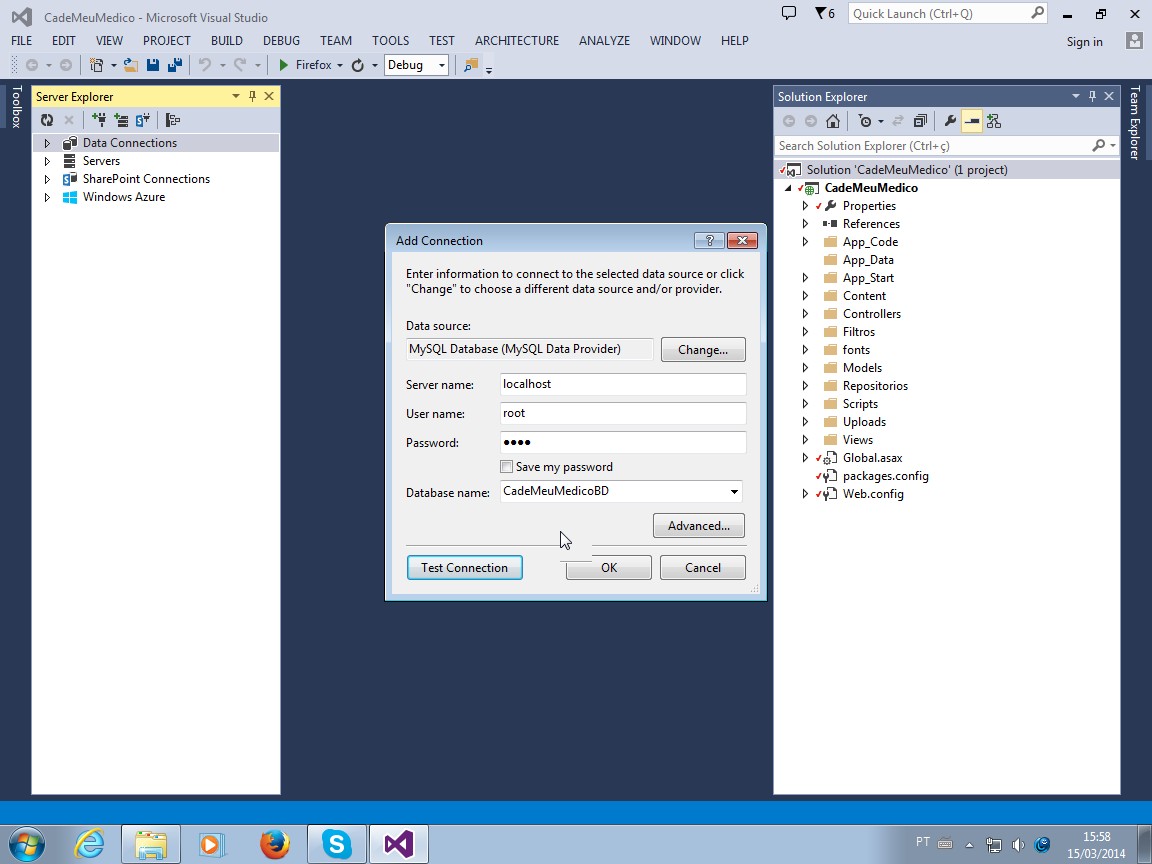 CadeMeuMedico - Microsoft Visual Studio
6
Quick Launch (Ctrl+Q)
FILE EDIT VIEW PROJECT BUILD DEBUG TEAM TOOLS TEST ARCHITECTURE ANALYZE WINDOW HELP
Sign in
Firefox
Debug
Toolbox
Server Explorer
Data Connections
Servers
SharePoint Connections
Windows Azure
Add Connection
Enter information to connect to the selected data source or click
"Change" to choose a different data source and/or provider.
Data source:
MySQL Database (MySQL Data Provider)
Change...
Server name:
localhost
User name:
root
Password:
●●●●
Save my password
Database name:
CadeMeuMedicoBD
Advanced...
Test Connection
OK
Cancel
Solution Explorer
Search Solution Explorer (Ctrl+ç)
Solution 'CadeMeuMedico' (1 project)
CadeMeuMedico
Properties
References
App_Code
App_Data
App_Start
Content
Controllers
Filtros
fonts
Models
Repositorios
Scripts
Uploads
Views
Global.asax
packages.config
Web.config
Team Explorer
PT
15:58
15/03/2014